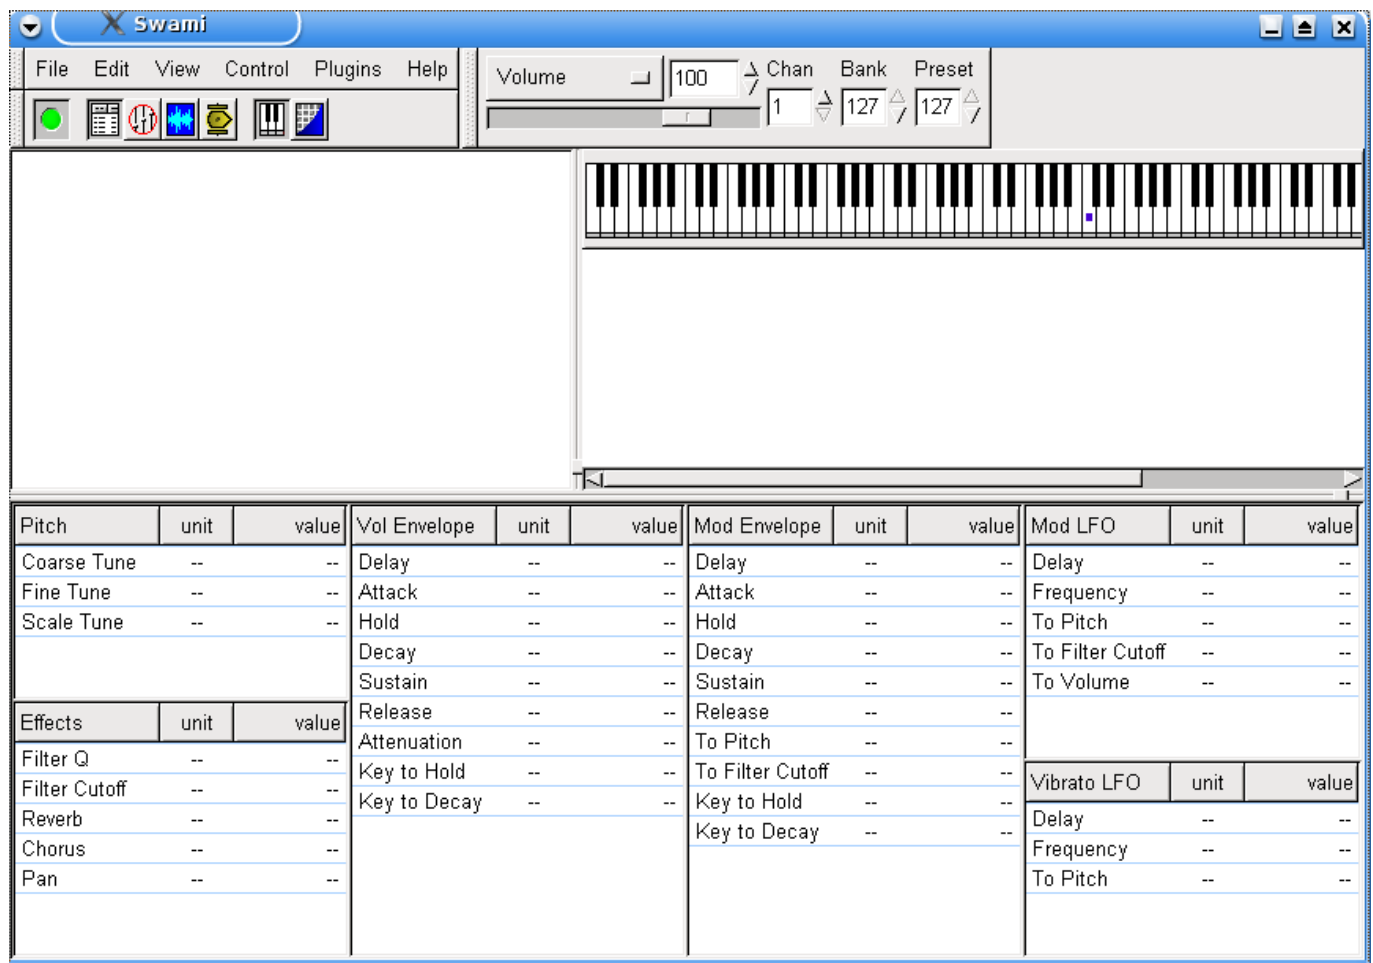 Swami
File Edit View Control Plugins Help
Volume 100 Chan Bank Preset
1 127 127
Pitch unit value
Coarse Tune -- --
Fine Tune -- --
Scale Tune -- --
Effects unit value
Filter Q -- --
Filter Cutoff -- --
Reverb -- --
Chorus -- --
Pan -- --
Vol Envelope unit value
Delay -- --
Attack -- --
Hold -- --
Decay -- --
Sustain -- --
Release -- --
Attenuation -- --
Key to Hold -- --
Key to Decay -- --
Mod Envelope unit value
Delay -- --
Attack -- --
Hold -- --
Decay -- --
Sustain -- --
Release -- --
To Pitch -- --
To Filter Cutoff -- --
Key to Hold -- --
Key to Decay -- --
Mod LFO unit value
Delay -- --
Frequency -- --
To Pitch -- --
To Filter Cutoff -- --
To Volume -- --
Vibrato LFO unit value
Delay -- --
Frequency -- --
To Pitch -- --